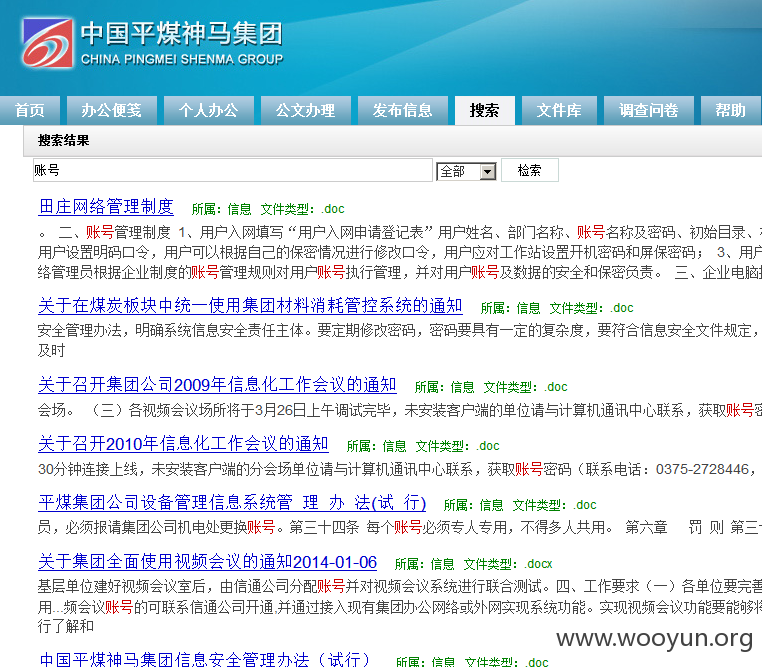 中国平煤神马集团
CHINA PINGMEI SHENMA GROUP
首页 办公便笺 个人办公 公文办理 发布信息 搜索 文件库 调查问卷 帮助
搜索结果
账号 全部 检索
田庄网络管理制度 所属：信息 文件类型：.doc
。 二、账号管理制度 1、用户入网填写“用户入网申请登记表”用户姓名、部门名称、账号名称及密码、初始目录、
用户设置明码口令，用户可以根据自己的保密情况进行修改口令，用户应对工作站设置开机密码和屏保密码； 3、用户
络管理员根据企业制度的账号管理规则对用户账号执行管理，并对用户账号及数据的安全和保密负责。 三、企业电脑
关于在煤炭板块中统一使用集团材料消耗管控系统的通知 所属：信息 文件类型：.doc
安全管理办法，明确系统信息安全责任主体。要定期修改密码，密码要具有一定的复杂度，要符合信息安全文件规定，
及时
关于召开集团公司2009年信息化工作会议的通知 所属：信息 文件类型：.doc
会场。 （三）各视频会议场所将于3月26日上午调试完毕，未安装客户端的单位请与计算机通讯中心联系，获取账号密
关于召开2010年信息化工作会议的通知 所属：信息 文件类型：.doc
30分钟连接上线，未安装客户端的分会场单位请与计算机通讯中心联系，获取账号密码（联系电话：0375-2728446，
平煤集团公司设备管理信息系统管 理 办 法(试 行) 所属：信息 文件类型：.doc
员，必须报请集团公司机电处更换账号。第三十四条 每个账号必须专人专用，不得多人共用。 第六章 罚 则 第三十
关于集团全面使用视频会议的通知2014-01-06 所属：信息 文件类型：.docx
基层单位建好视频会议室后，由信通公司分配账号并对视频会议系统进行联合测试。四、工作要求（一）各单位要完善
用...频会议账号的可联系信通公司开通,并通过接入现有集团办公网络或外网实现系统功能。实现视频会议功能要能够
行了解和
www.wooyun.org
中国平煤神马集团信息安全管理办法（试行） 所属：信息 文件类型：.doc